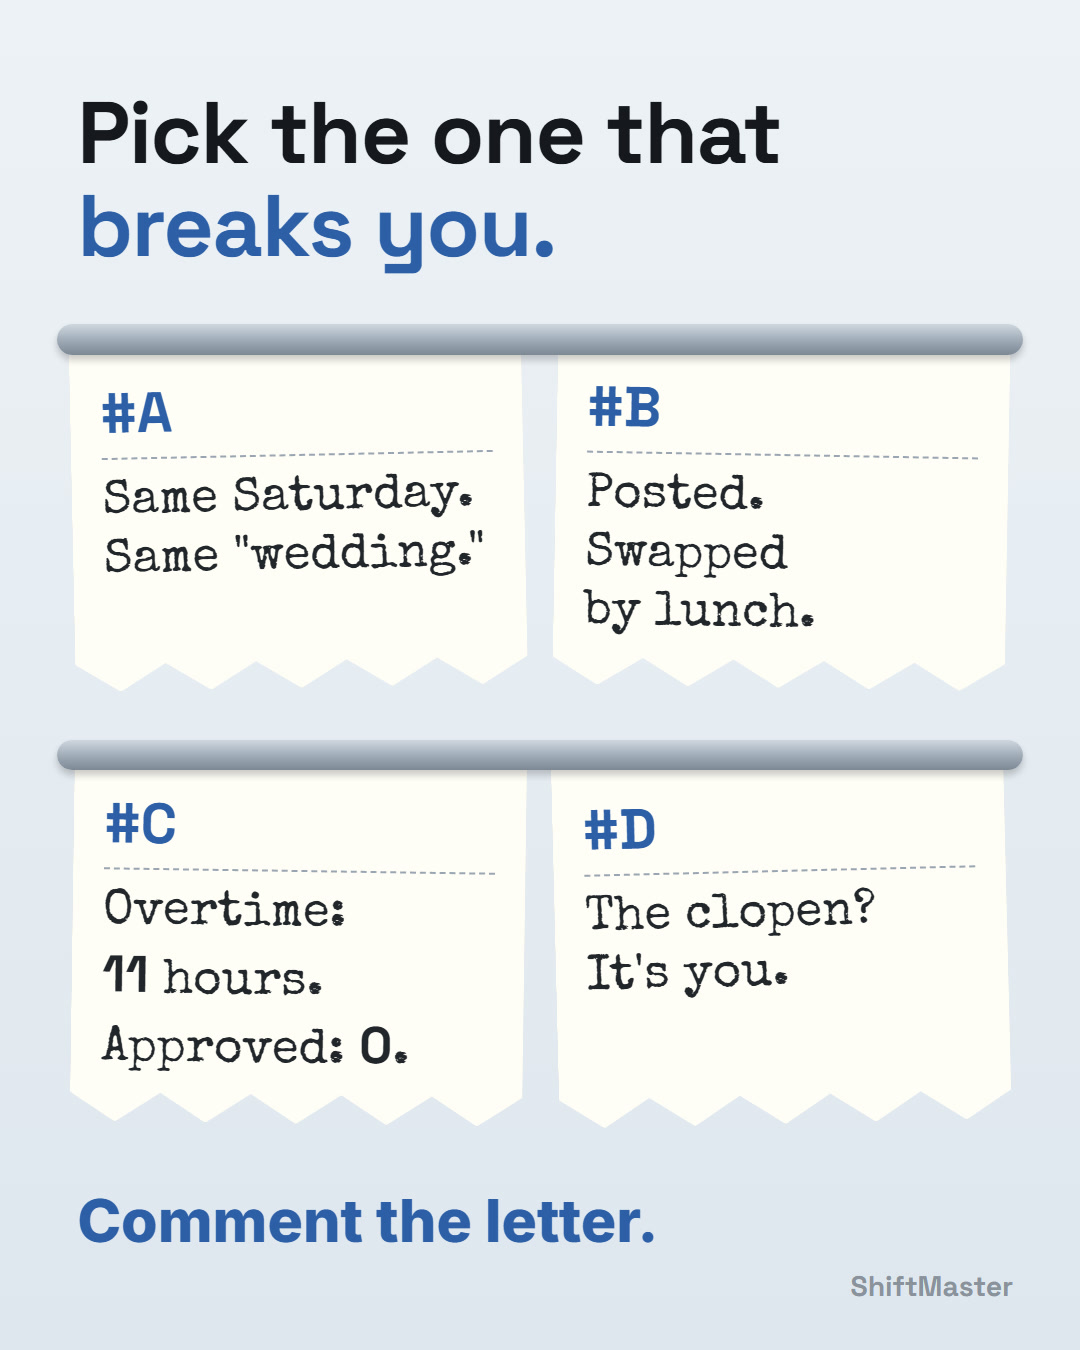 Pick the one that
breaks you.
#A
Same Saturday.
Same "wedding."
#B
Posted.
Swapped
by lunch.
#C
Overtime:
11 hours.
Approved: 0.
#D
The clopen?
It's you.
Comment the letter.
ShiftMaster